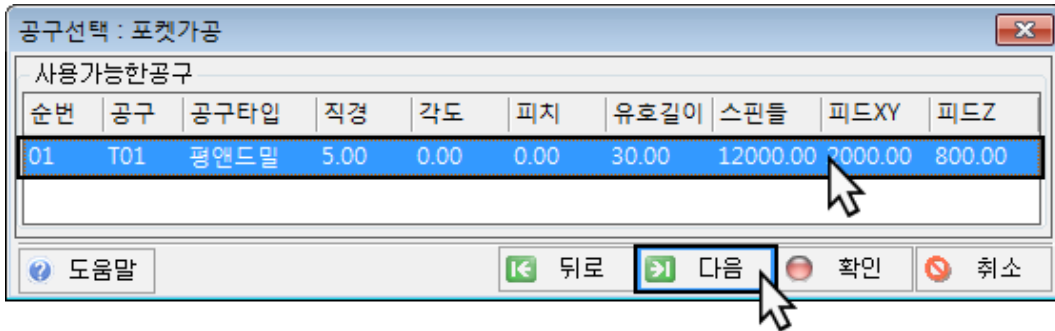 공구선택 : 포켓가공
사용가능한공구
순번 공구 공구타입 직경 각도 피치 유호길이 스핀들 피드XY 피드Z
01 T01 평앤드밀 5.00 0.00 0.00 30.00 12000.00 2000.00 800.00
도움말 뒤로 다음 확인 취소